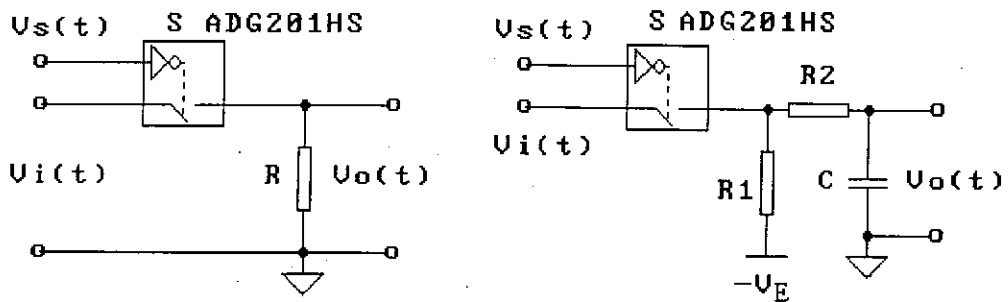 S ADG201HS
Vs(t)
Vi(t)
R
Vo(t)
S ADG201HS
Vs(t)
R2
Vi(t)
R1
C
Vo(t)
-VE